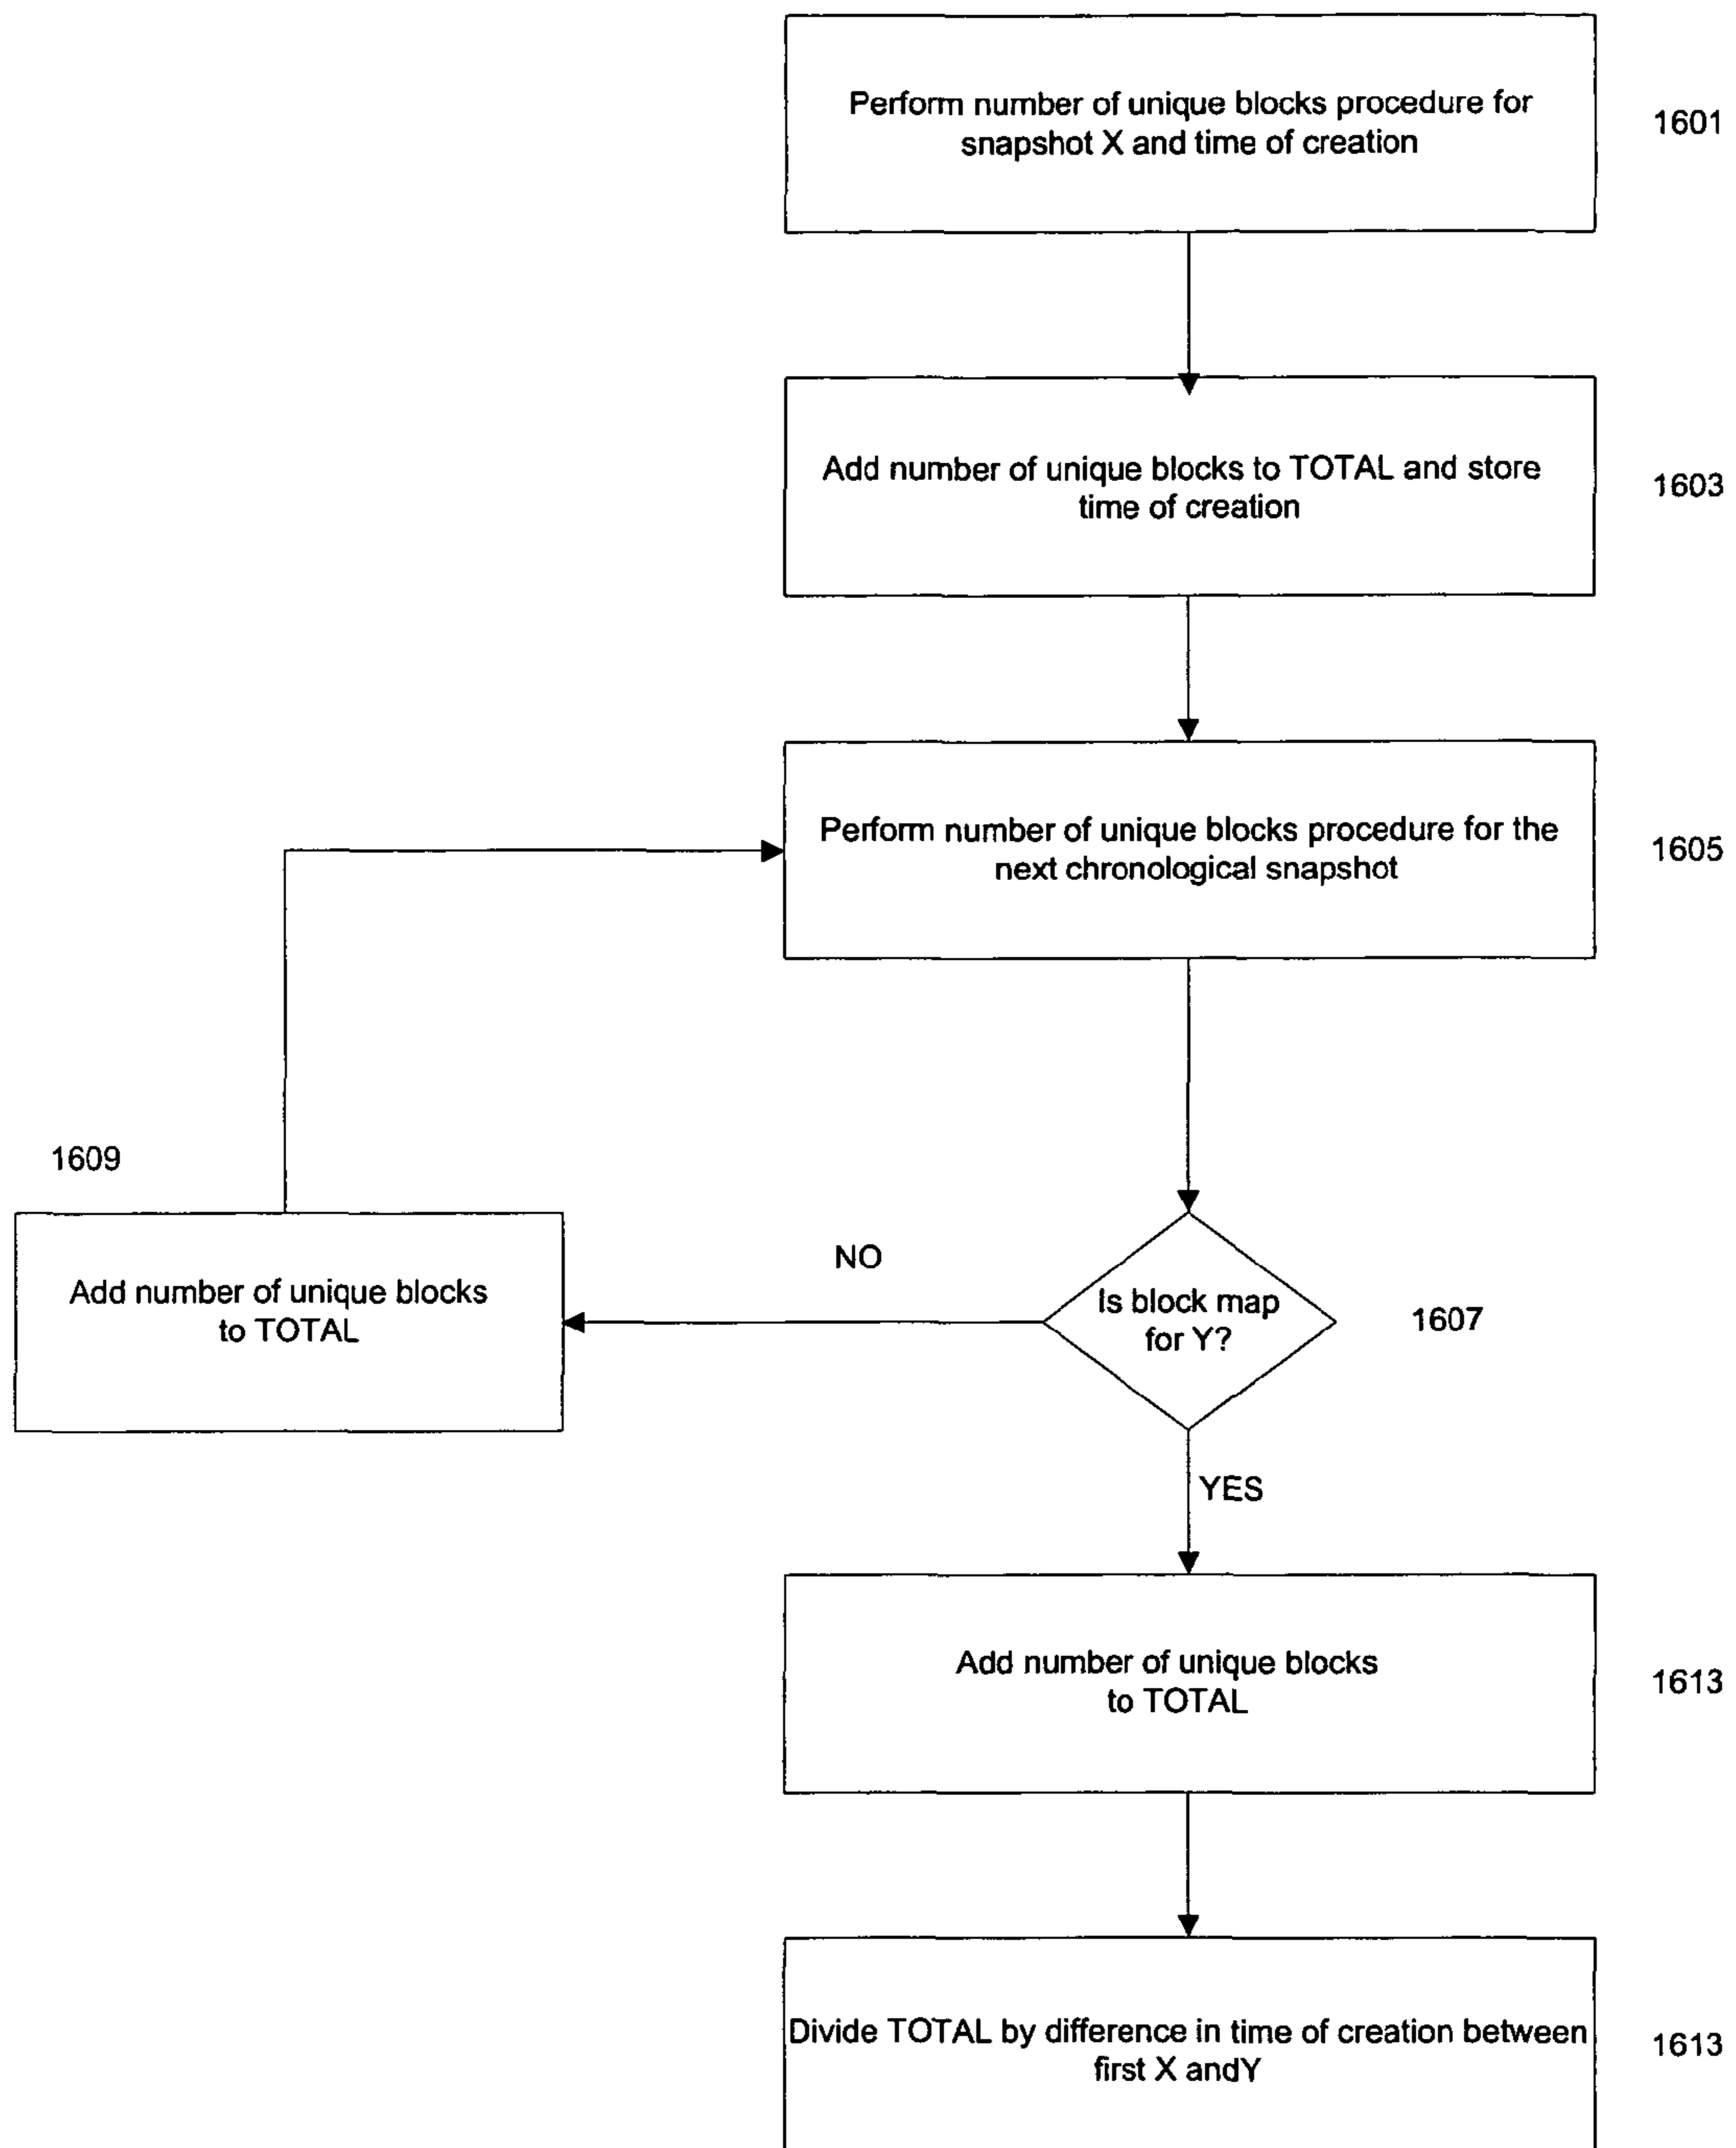 Perform number of unique blocks procedure for
snapshot X and time of creation
1601
Add number of unique blocks to TOTAL and store
time of creation
1603
Perform number of unique blocks procedure for the
next chronological snapshot
1605
1609
Add number of unique blocks
to TOTAL
NO
Is block map
for Y?
1607
YES
Add number of unique blocks
to TOTAL
1613
Divide TOTAL by difference in time of creation between
first X andY
1613